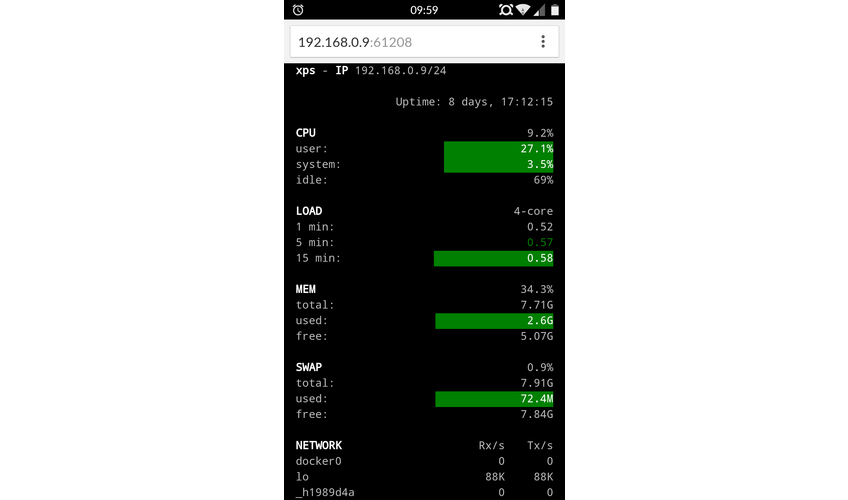 09:59
192.168.0.9:61208
xps - IP 192.168.0.9/24
Uptime: 8 days, 17:12:15
CPU 9.2%
user: 27.1%
system: 3.5%
idle: 69%
LOAD 4-core
1 min: 0.52
5 min: 0.57
15 min: 0.58
MEM 34.3%
total: 7.71G
used: 2.6G
free: 5.07G
SWAP 0.9%
total: 7.91G
used: 72.4M
free: 7.84G
NETWORK Rx/s Tx/s
docker0 0 0
lo 88K 88K
_h1989d4a 0 0